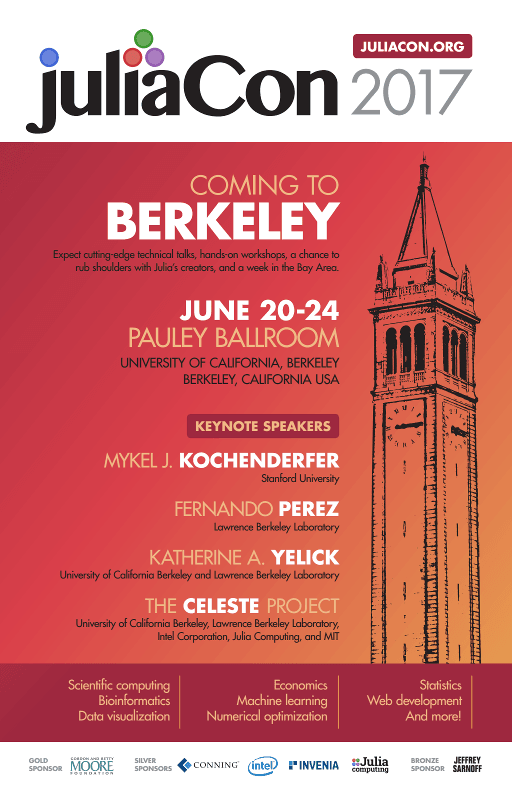 JULIACON.ORG
juliaCon 2017
COMING TO
BERKELEY
Expect cutting-edge technical talks, hands-on workshops, a chance to
rub shoulders with Julia's creators, and a week in the Bay Area.
JUNE 20-24
PAULEY BALLROOM
UNIVERSITY OF CALIFORNIA, BERKELEY
BERKELEY, CALIFORNIA USA
KEYNOTE SPEAKERS
MYKEL J. KOCHENDERFER
Stanford University
FERNANDO PEREZ
Lawrence Berkeley Laboratory
KATHERINE A. YELICK
University of California Berkeley and Lawrence Berkeley Laboratory
THE CELESTE PROJECT
University of California Berkeley, Lawrence Berkeley Laboratory,
Intel Corporation, Julia Computing, and MIT
Scientific computing
Bioinformatics
Data visualization
Economics
Machine learning
Numerical optimization
Statistics
Web development
And more!
GOLD
SPONSOR
GORDON AND BETTY
MOORE
FOUNDATION
SILVER
SPONSORS
CONNING
intel
INVENIA
Julia
computing
BRONZE
SPONSOR
JEFFREY
SARNOFF